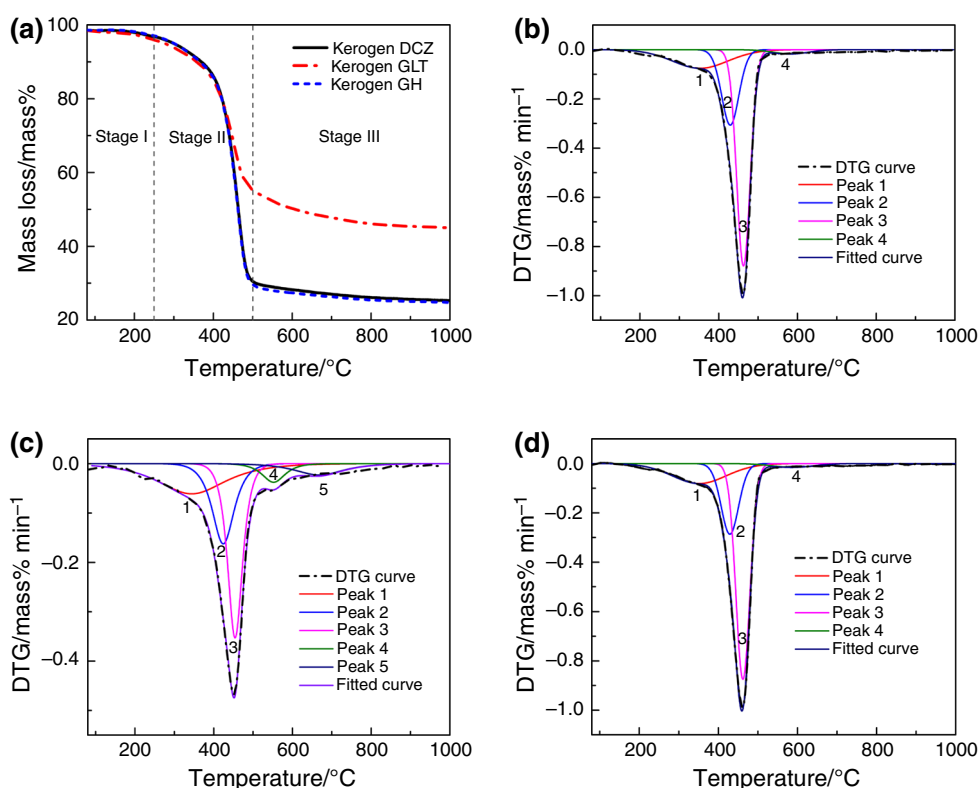 (a)
100
80
60
40
20
Mass loss/mass%
Kerogen DCZ
Kerogen GLT
Kerogen GH
Stage I
Stage II
Stage III
200
400
600
800
1000
Temperature/°C
(b)
0.0
−0.2
−0.4
−0.6
−0.8
−1.0
DTG/mass% min−1
1
2
3
4
DTG curve
Peak 1
Peak 2
Peak 3
Peak 4
Fitted curve
200
400
600
800
1000
Temperature/°C
(c)
0.0
−0.2
−0.4
DTG/mass% min−1
1
2
3
4
5
DTG curve
Peak 1
Peak 2
Peak 3
Peak 4
Peak 5
Fitted curve
200
400
600
800
1000
Temperature/°C
(d)
0.0
−0.2
−0.4
−0.6
−0.8
−1.0
DTG/mass% min−1
1
2
3
4
DTG curve
Peak 1
Peak 2
Peak 3
Peak 4
Fitted curve
200
400
600
800
1000
Temperature/°C